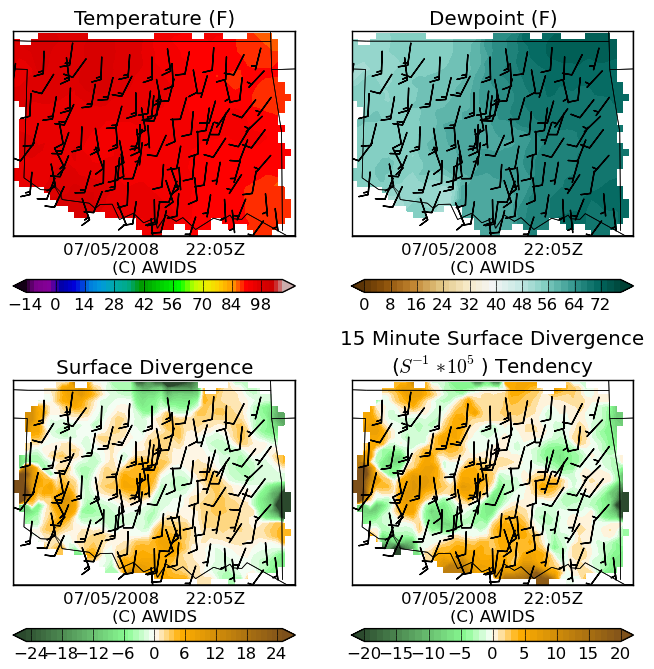 Temperature (F)
Dewpoint (F)
07/05/2008 22:05Z
(C) AWIDS
07/05/2008 22:05Z
(C) AWIDS
−14 0 14 28 42 56 70 84 98
0 8 16 24 32 40 48 56 64 72
Surface Divergence
15 Minute Surface Divergence
(S^{-1} *10^5 ) Tendency
07/05/2008 22:05Z
(C) AWIDS
07/05/2008 22:05Z
(C) AWIDS
−24 −18 −12 −6 0 6 12 18 24
−20 −15 −10 −5 0 5 10 15 20